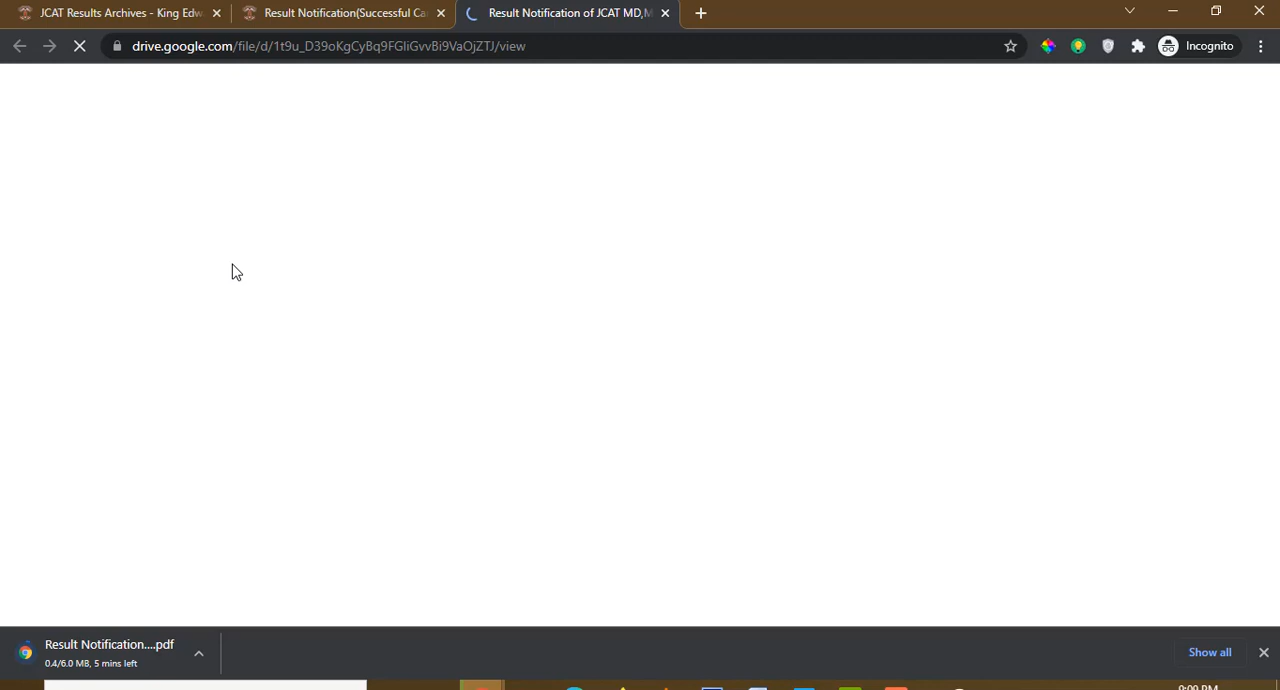 JCAT Results Archives - King Edw
Result Notification(Successful Ca
Result Notification of JCAT MD,M
drive.google.com/file/d/1t9u_D39oKgCyBq9FGIiGvvBi9VaOjZTJ/view
Incognito
Result Notification....pdf
0.4/6.0 MB, 5 mins left
Show all